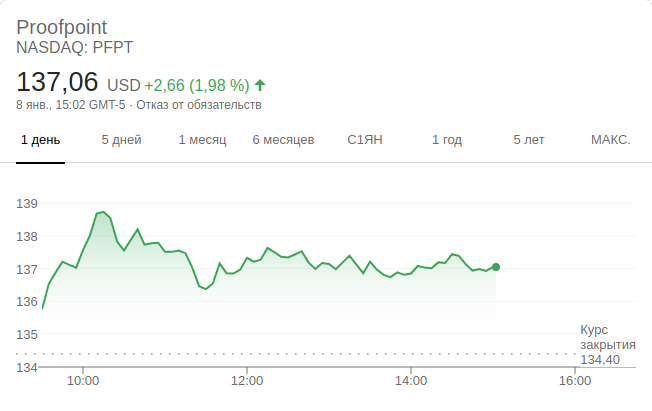 Proofpoint
NASDAQ: PFPT
137,06 USD +2,66 (1,98 %)
8 янв., 15:02 GMT-5 · Отказ от обязательств
1 день 5 дней 1 месяц 6 месяцев С1ЯН 1 год 5 лет МАКС.
139
138
137
136
135
134
Курс
закрытия
134,40
10:00 12:00 14:00 16:00